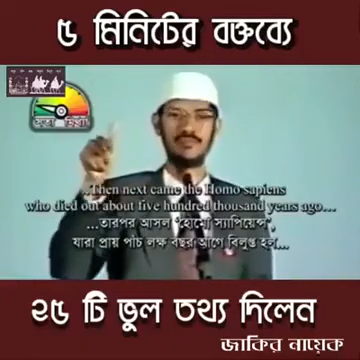 ৫ মিনিটের বক্তব্যে
সত্য মিথ্যা
..Then next came the Homo sapiens
who died out about five hundred thousand years ago...
...তারপর আসল "হোমো স্যাপিয়েন্স",
যারা প্রায় পাঁচ লক্ষ বছর আগে বিলুপ্ত হল...
২৫ টি ভুল তথ্য দিলেন
জাকির নায়েক